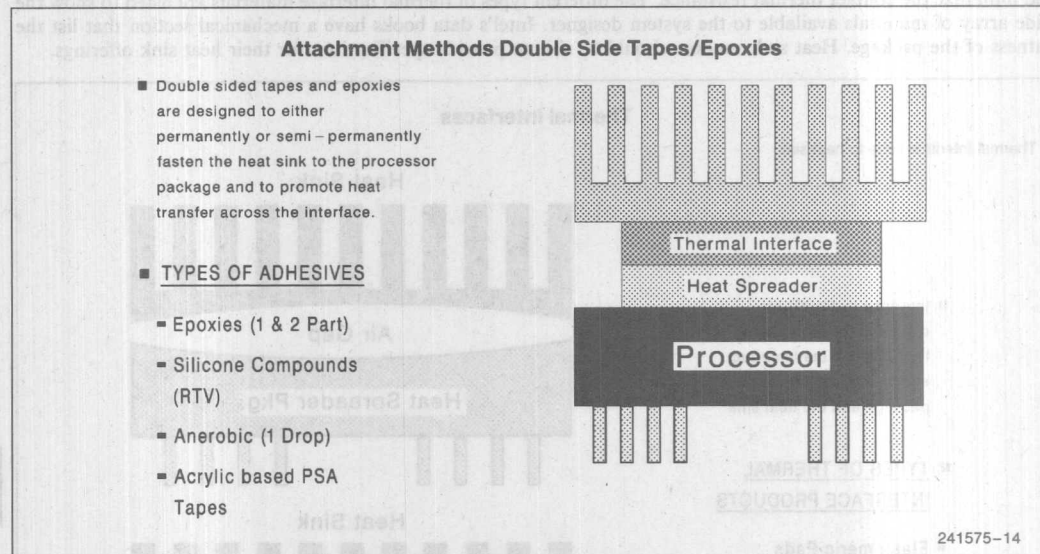 Attachment Methods Double Side Tapes/Epoxies
■ Double sided tapes and epoxies
are designed to either
permanently or semi – permanently
fasten the heat sink to the processor
package and to promote heat
transfer across the interface.
■ TYPES OF ADHESIVES
- Epoxies (1 & 2 Part)
- Silicone Compounds
(RTV)
- Anerobic (1 Drop)
- Acrylic based PSA
Tapes
Thermal Interface
Heat Spreader
Processor
241575-14